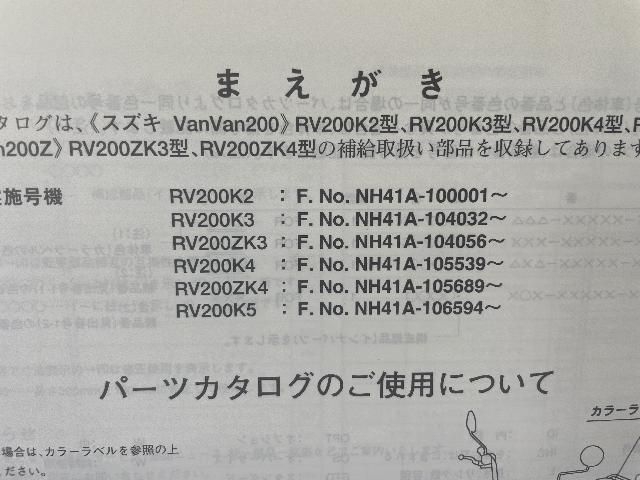 まえがき
タログは、《スズキ VanVan200》RV200K2型、RV200K3型、RV200K4型、R
n200Z》RV200ZK3型、RV200ZK4型の補給取扱い部品を収録してあります
施号機
RV200K2 : F. No. NH41A-100001～
RV200K3 : F. No. NH41A-104032～
RV200ZK3 : F. No. NH41A-104056～
RV200K4 : F. No. NH41A-105539～
RV200ZK4 : F. No. NH41A-105689～
RV200K5 : F. No. NH41A-106594～
パーツカタログのご使用について
カラーラ
場合は、カラーラベルを参照の上
ださい。